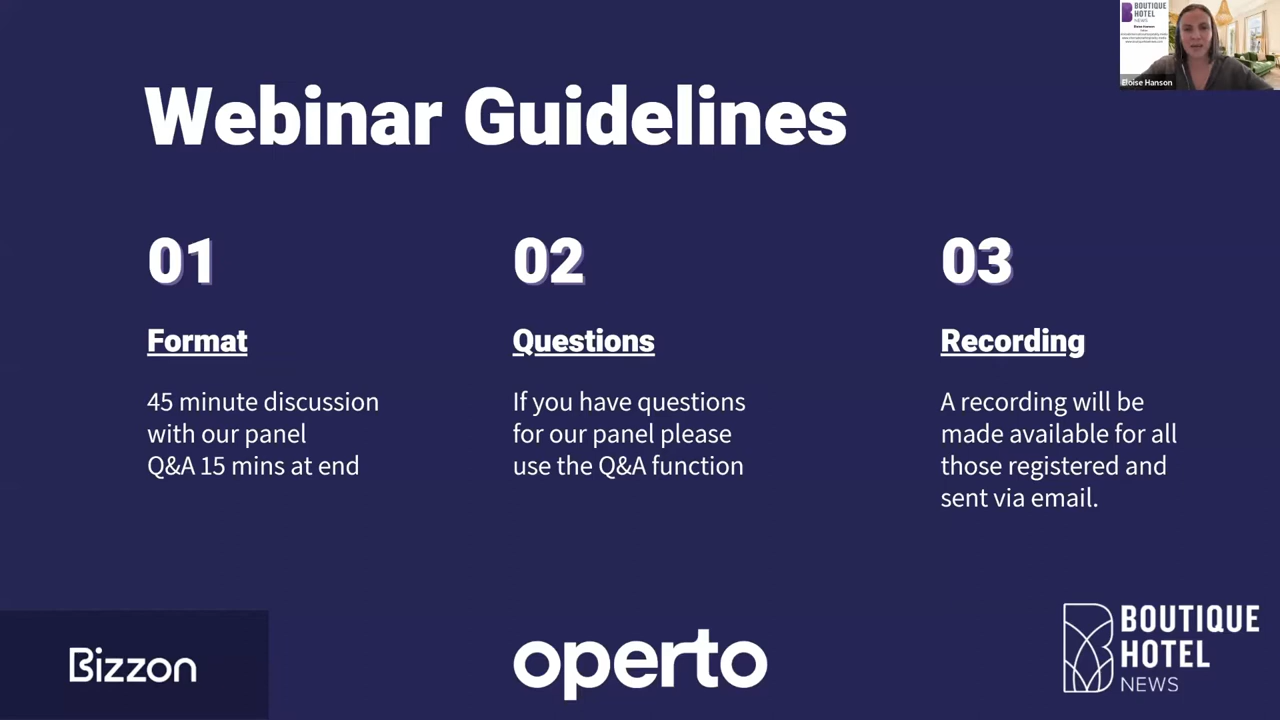 Webinar Guidelines
01
Format
45 minute discussion
with our panel
Q&A 15 mins at end
02
Questions
If you have questions
for our panel please
use the Q&A function
03
Recording
A recording will be
made available for all
those registered and
sent via email.
Bizzon
operto
BOUTIQUE
HOTEL
NEWS
BOUTIQUE
HOTEL
NEWS
Eloise Hanson